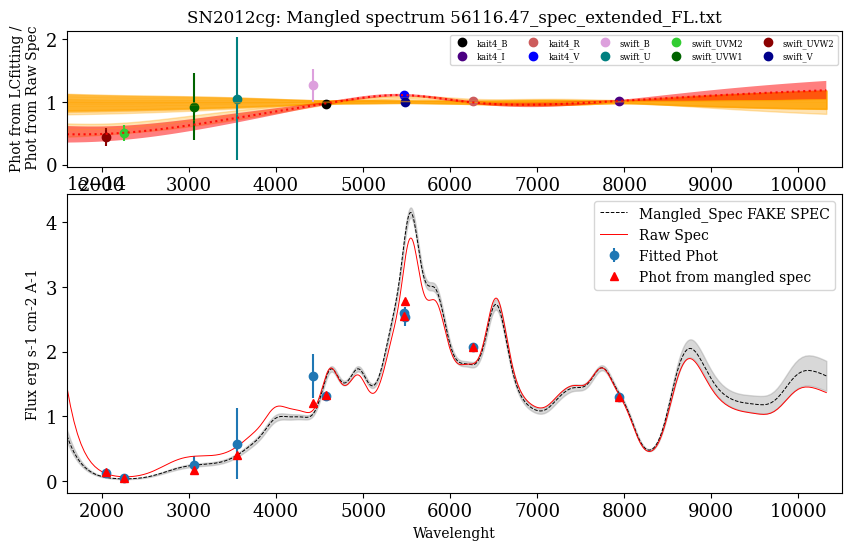 SN2012cg: Mangled spectrum 56116.47_spec_extended_FL.txt
Phot from LCfitting /
Phot from Raw Spec
2
1
0
kait4_B kait4_R swift_B swift_UVM2 swift_UVW2
kait4_I kait4_V swift_U swift_UVW1 swift_V
2000 3000 4000 5000 6000 7000 8000 9000 10000
1e−14
Flux erg s-1 cm-2 A-1
4
3
2
1
0
Mangled_Spec FAKE SPEC
Raw Spec
Fitted Phot
Phot from mangled spec
2000 3000 4000 5000 6000 7000 8000 9000 10000
Wavelenght